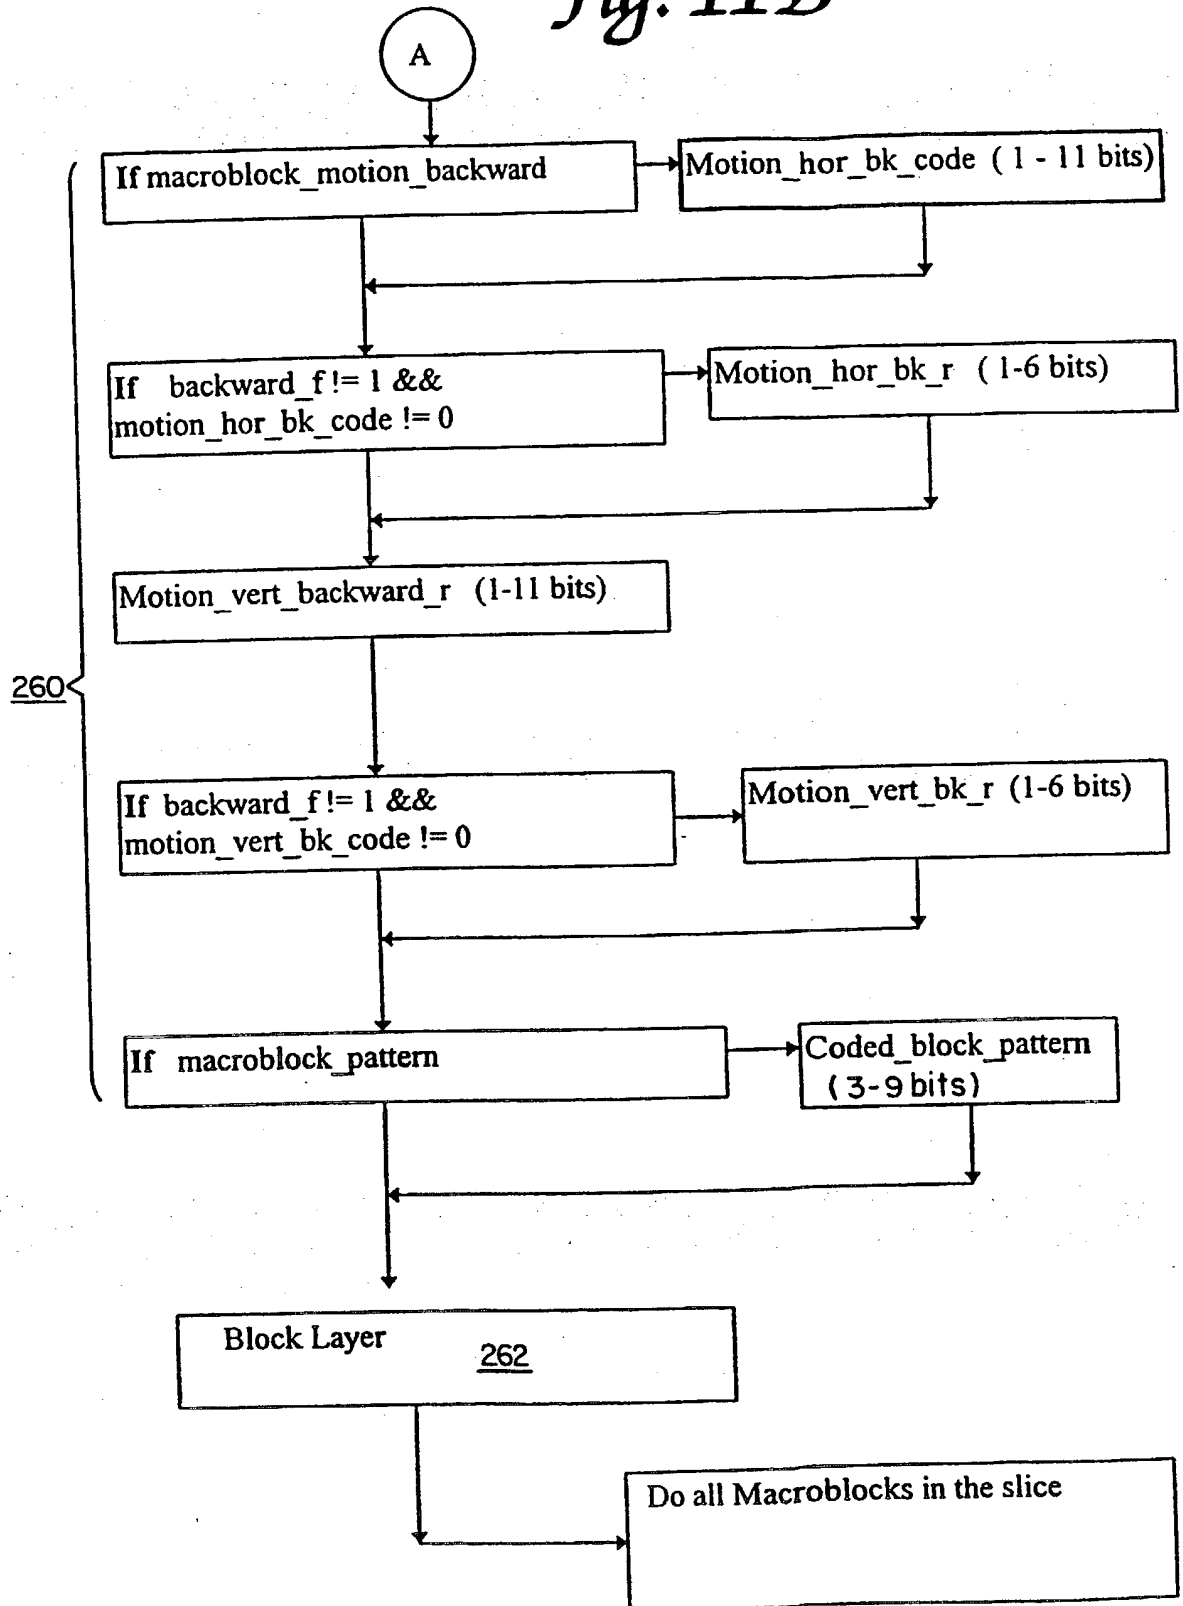 Fig. 11B
A
If macroblock_motion_backward
Motion_hor_bk_code ( 1 - 11 bits)
If backward_f != 1 &&
motion_hor_bk_code != 0
Motion_hor_bk_r ( 1-6 bits)
Motion_vert_backward_r (1-11 bits)
260
If backward_f != 1 &&
motion_vert_bk_code != 0
Motion_vert_bk_r (1-6 bits)
If macroblock_pattern
Coded_block_pattern
(3-9 bits)
Block Layer
262
Do all Macroblocks in the slice